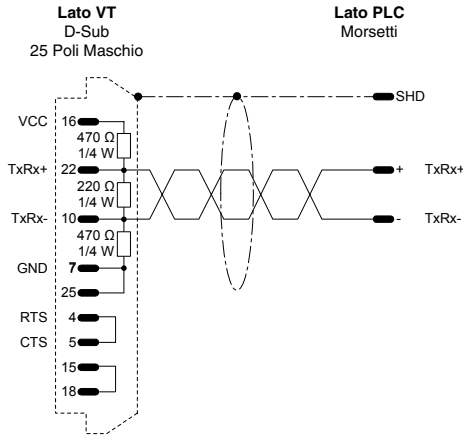 Lato VT
D-Sub
25 Poli Maschio
Lato PLC
Morsetti
SHD
VCC 16
470 Ω
1/4 W
TxRx+ 22
+ TxRx+
220 Ω
1/4 W
TxRx- 10
- TxRx-
470 Ω
1/4 W
GND 7
25
RTS 4
CTS 5
15
18